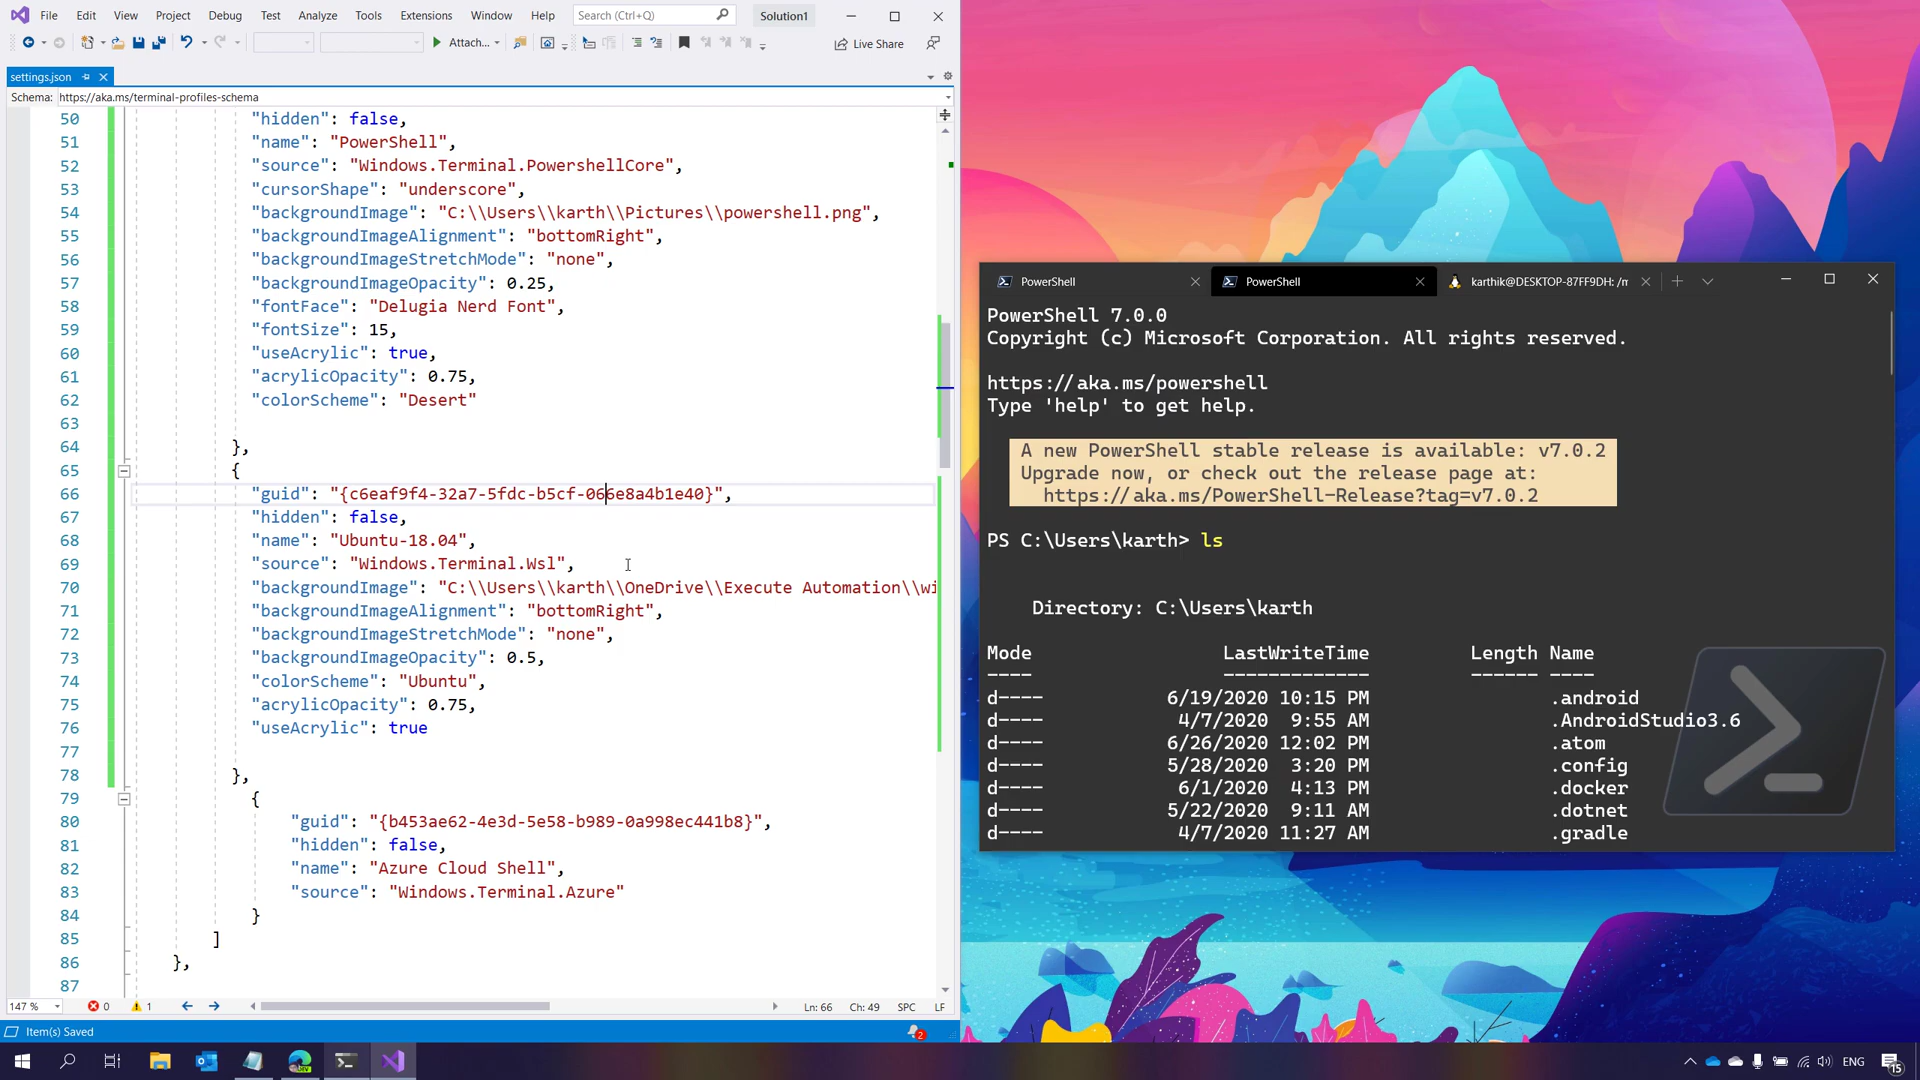 File Edit View Project Debug Test Analyze Tools Extensions Window Help Search (Ctrl+Q) Solution1
Attach... Live Share
settings.json
Schema: https://aka.ms/terminal-profiles-schema
50 "hidden": false,
51 "name": "PowerShell",
52 "source": "Windows.Terminal.PowershellCore",
53 "cursorShape": "underscore",
54 "backgroundImage": "C:\\Users\\karth\\Pictures\\powershell.png",
55 "backgroundImageAlignment": "bottomRight",
56 "backgroundImageStretchMode": "none",
57 "backgroundImageOpacity": 0.25,
58 "fontFace": "Delugia Nerd Font",
59 "fontSize": 15,
60 "useAcrylic": true,
61 "acrylicOpacity": 0.75,
62 "colorScheme": "Desert"
63
64 },
65 {
66 "guid": "{c6eaf9f4-32a7-5fdc-b5cf-066e8a4b1e40}",
67 "hidden": false,
68 "name": "Ubuntu-18.04",
69 "source": "Windows.Terminal.Wsl",
70 "backgroundImage": "C:\\Users\\karth\\OneDrive\\Execute Automation\\wi
71 "backgroundImageAlignment": "bottomRight",
72 "backgroundImageStretchMode": "none",
73 "backgroundImageOpacity": 0.5,
74 "colorScheme": "Ubuntu",
75 "acrylicOpacity": 0.75,
76 "useAcrylic": true
77
78 },
79 {
80 "guid": "{b453ae62-4e3d-5e58-b989-0a998ec441b8}",
81 "hidden": false,
82 "name": "Azure Cloud Shell",
83 "source": "Windows.Terminal.Azure"
84 }
85 ]
86 },
87
147 % 0 1 Ln: 66 Ch: 49 SPC LF
Item(s) Saved 2
PowerShell PowerShell karthik@DESKTOP-87FF9DH: /m
PowerShell 7.0.0
Copyright (c) Microsoft Corporation. All rights reserved.
https://aka.ms/powershell
Type 'help' to get help.
A new PowerShell stable release is available: v7.0.2
Upgrade now, or check out the release page at:
https://aka.ms/PowerShell-Release?tag=v7.0.2
PS C:\Users\karth> ls
Directory: C:\Users\karth
Mode LastWriteTime Length Name
---- ------------- ------ ----
d---- 6/19/2020 10:15 PM .android
d---- 4/7/2020 9:55 AM .AndroidStudio3.6
d---- 6/26/2020 12:02 PM .atom
d---- 5/28/2020 3:20 PM .config
d---- 6/1/2020 4:13 PM .docker
d---- 5/22/2020 9:11 AM .dotnet
d---- 4/7/2020 11:27 AM .gradle
ENG 15